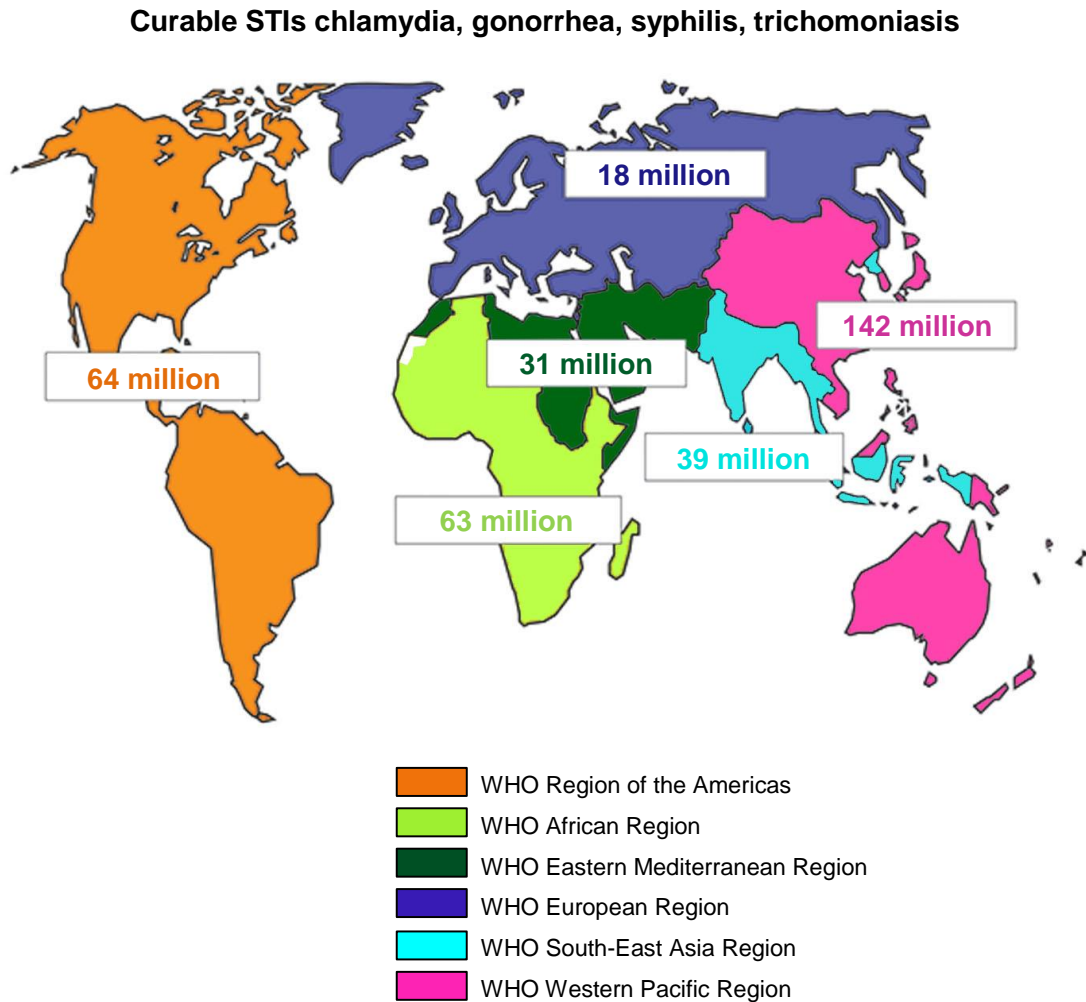 Curable STIs chlamydia, gonorrhea, syphilis, trichomoniasis
18 million
142 million
31 million
64 million
39 million
63 million
WHO Region of the Americas
WHO African Region
WHO Eastern Mediterranean Region
WHO European Region
WHO South-East Asia Region
WHO Western Pacific Region